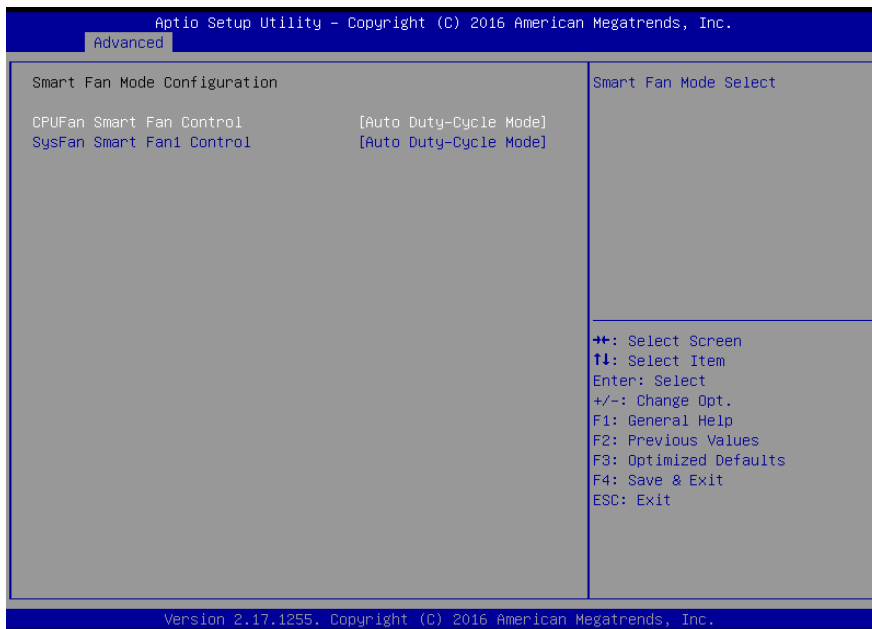 Aptio Setup Utility – Copyright (C) 2016 American Megatrends, Inc.
Advanced
Smart Fan Mode Configuration
CPUFan Smart Fan Control [Auto Duty-Cycle Mode]
SysFan Smart Fan1 Control [Auto Duty-Cycle Mode]
Smart Fan Mode Select
→←: Select Screen
↑↓: Select Item
Enter: Select
+/-: Change Opt.
F1: General Help
F2: Previous Values
F3: Optimized Defaults
F4: Save & Exit
ESC: Exit
Version 2.17.1255. Copyright (C) 2016 American Megatrends, Inc.